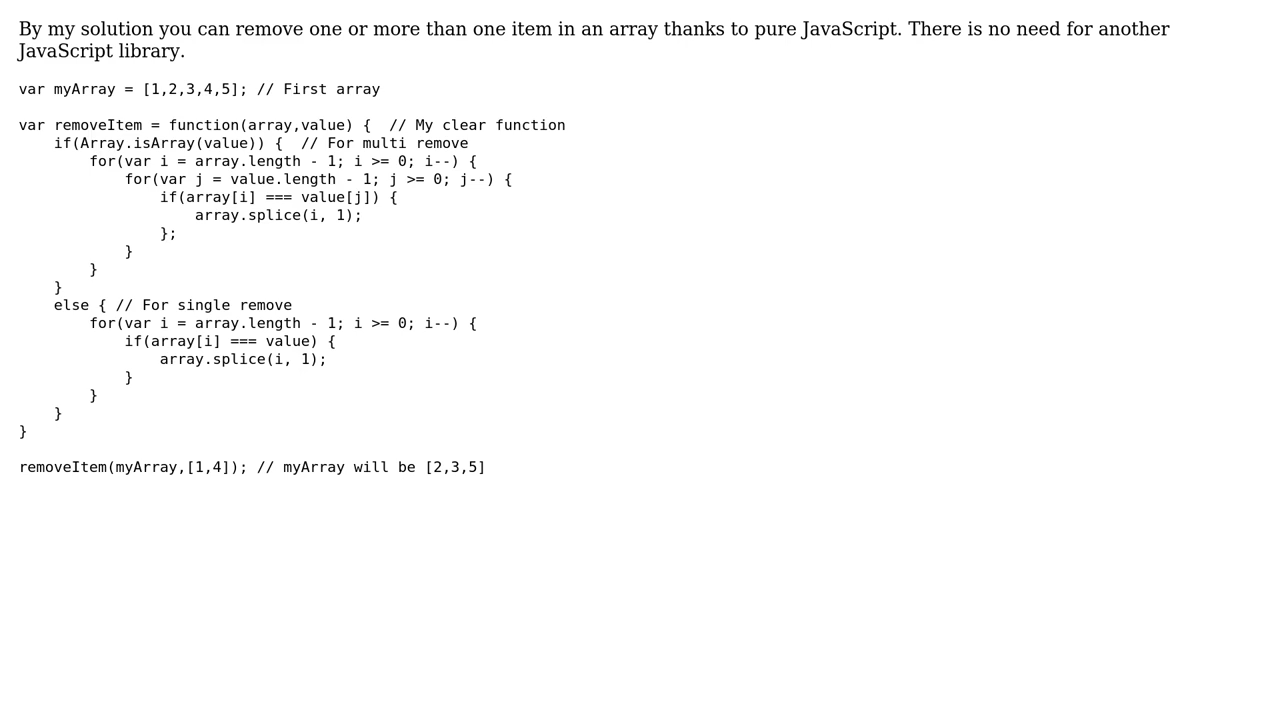 By my solution you can remove one or more than one item in an array thanks to pure JavaScript. There is no need for another
JavaScript library.
var myArray = [1,2,3,4,5]; // First array
var removeItem = function(array,value) {  // My clear function
    if(Array.isArray(value)) {  // For multi remove
        for(var i = array.length - 1; i >= 0; i--) {
            for(var j = value.length - 1; j >= 0; j--) {
                if(array[i] === value[j]) {
                    array.splice(i, 1);
                };
            }
        }
    }
    else { // For single remove
        for(var i = array.length - 1; i >= 0; i--) {
            if(array[i] === value) {
                array.splice(i, 1);
            }
        }
    }
}
removeItem(myArray,[1,4]); // myArray will be [2,3,5]